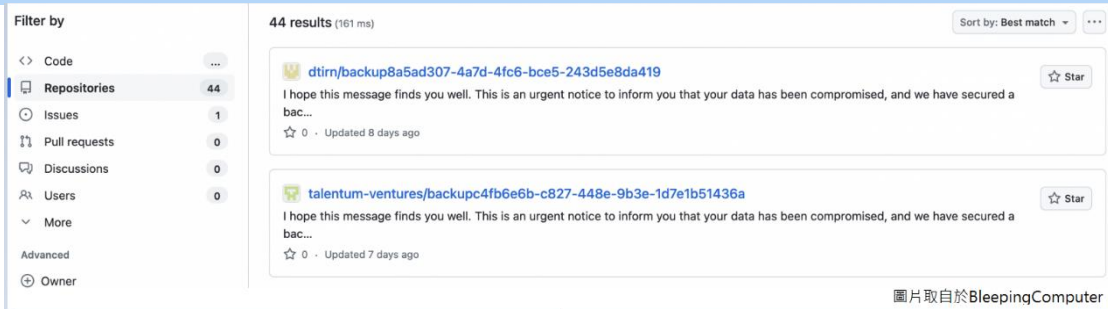 Filter by
Code ...
Repositories 44
Issues 1
Pull requests 0
Discussions 0
Users 0
More
Advanced
Owner
44 results (161 ms)
Sort by: Best match
...
dtirn/backup8a5ad307-4a7d-4fc6-bce5-243d5e8da419
Star
I hope this message finds you well. This is an urgent notice to inform you that your data has been compromised, and we have secured a
bac...
0 · Updated 8 days ago
talentum-ventures/backupc4fb6e6b-c827-448e-9b3e-1d7e1b51436a
Star
I hope this message finds you well. This is an urgent notice to inform you that your data has been compromised, and we have secured a
bac...
0 · Updated 7 days ago
圖片取自於BleepingComputer